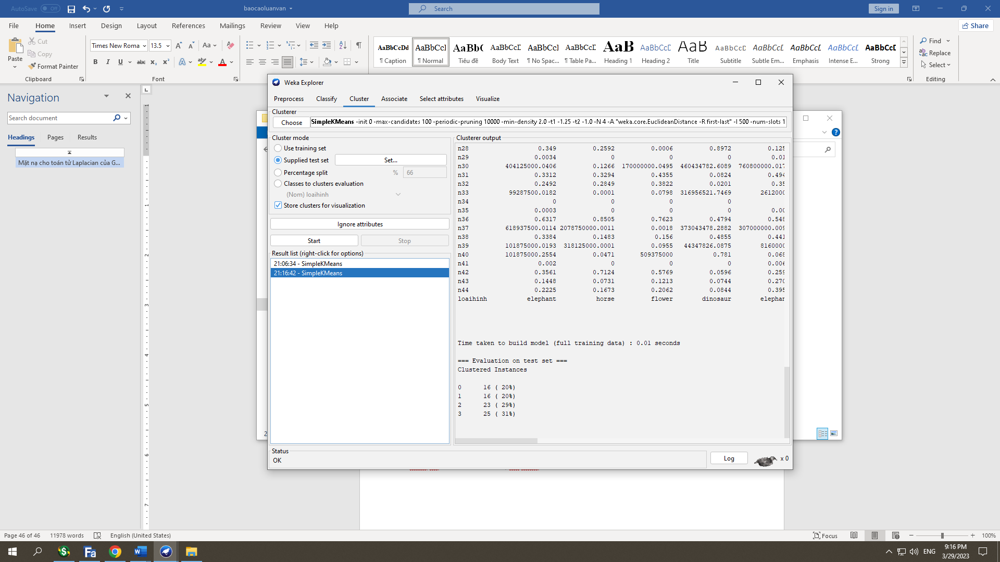 AutoSave Off
baocaoluanvan
Search
Sign in
File Home Insert Design Layout References Mailings Review View Help
Share
Paste
Cut
Copy
Format Painter
Clipboard
Times New Roma 13.5
Aa
B I U abc x₂ x²
Font
AaBbCcDd ¶ Caption
AaBbCcI ¶ Normal
AaBb( Tiêu đề
AaBbCcD Body Text
AaBbCcI ¶ No Spac...
AaBbCcD ¶ Table Pa...
AaB Heading 1
AaBbCcD Heading 2
AaB Title
AaBbCcD Subtitle
AaBbCcD Subtle Em...
AaBbCcD Emphasis
AaBbCcD Intense E...
AaBbCcD Strong
Find
Replace
Select
Editing
Navigation
Search document
Headings Pages Results
Mặt nạ cho toán tử Laplacian của G...
Weka Explorer
Preprocess Classify Cluster Associate Select attributes Visualize
Clusterer
Choose
SimpleKMeans -init 0 -max-candidates 100 -periodic-pruning 10000 -min-density 2.0 -t1 -1.25 -t2 -1.0 -N 4 -A "weka.core.EuclideanDistance -R first-last" -I 500 -num-slots 1
Cluster mode
Use training set
Supplied test set Set...
Percentage split % 66
Classes to clusters evaluation
(Nom) loaihinh
Store clusters for visualization
Ignore attributes
Start Stop
Result list (right-click for options)
21:06:34 - SimpleKMeans
21:16:42 - SimpleKMeans
Clusterer output
n28 0.349 0.2592 0.0006 0.8972 0.125
n29 0.0034 0 0 0 0.01
n30 404125000.0406 0.1266 170000000.0495 460434782.6089 760800000.017
n31 0.3312 0.3294 0.4355 0.0824 0.494
n32 0.2492 0.2849 0.3822 0.0201 0.35
n33 99287500.0182 0.0001 0.0798 316956521.7469 2612000
n34 0 0 0 0
n35 0.0003 0 0 0 0.00
n36 0.6317 0.8505 0.7623 0.4794 0.548
n37 618937500.0114 2078750000.0011 0.0018 373043478.2882 307000000.009
n38 0.3384 0.1483 0.156 0.4855 0.441
n39 101875000.0193 318125000.0001 0.0955 44347826.0875 8160000
n40 101875000.2554 0.0471 509375000 0.781 0.068
n41 0.002 0 0 0 0.006
n42 0.3561 0.7124 0.5769 0.0596 0.259
n43 0.1448 0.0731 0.1213 0.0744 0.270
n44 0.2225 0.1673 0.2062 0.0844 0.395
loaihinh elephant horse flower dinosaur elephar
Time taken to build model (full training data) : 0.01 seconds
=== Evaluation on test set ===
Clustered Instances
0 16 ( 20%)
1 16 ( 20%)
2 23 ( 29%)
3 25 ( 31%)
Status
OK
Log
x 0
Page 46 of 46 11978 words English (United States)
Focus
100%
ENG
9:16 PM
3/29/2023